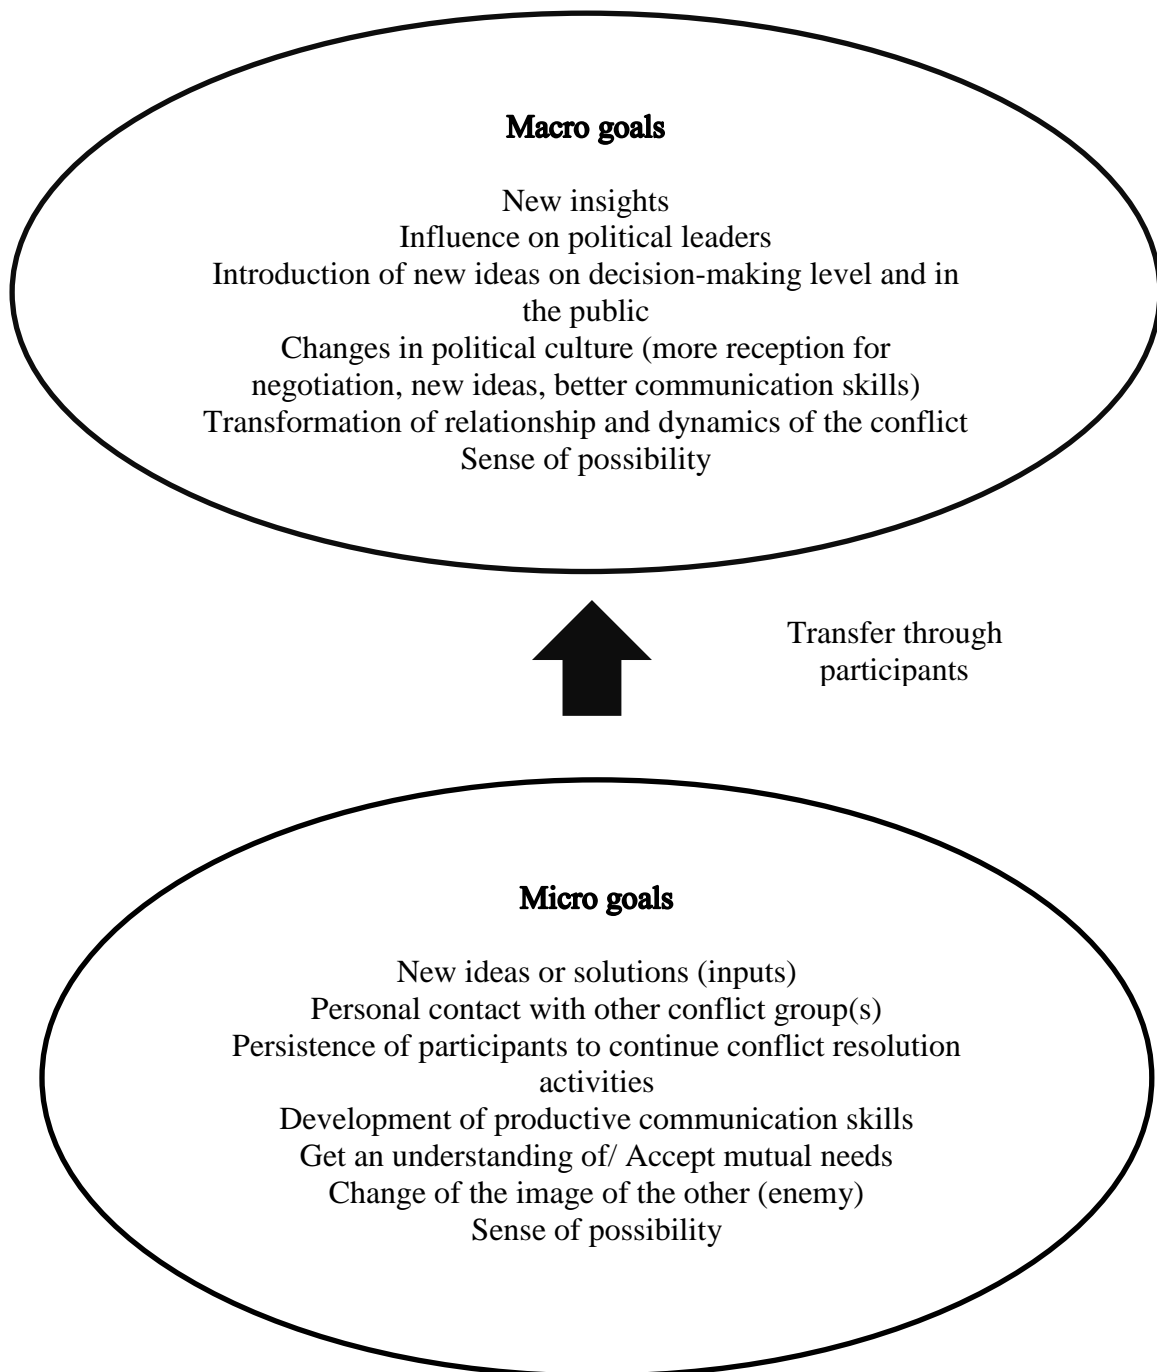 Macro goals
New insights
Influence on political leaders
Introduction of new ideas on decision-making level and in
the public
Changes in political culture (more reception for
negotiation, new ideas, better communication skills)
Transformation of relationship and dynamics of the conflict
Sense of possibility
Transfer through
participants
Micro goals
New ideas or solutions (inputs)
Personal contact with other conflict group(s)
Persistence of participants to continue conflict resolution
activities
Development of productive communication skills
Get an understanding of/ Accept mutual needs
Change of the image of the other (enemy)
Sense of possibility